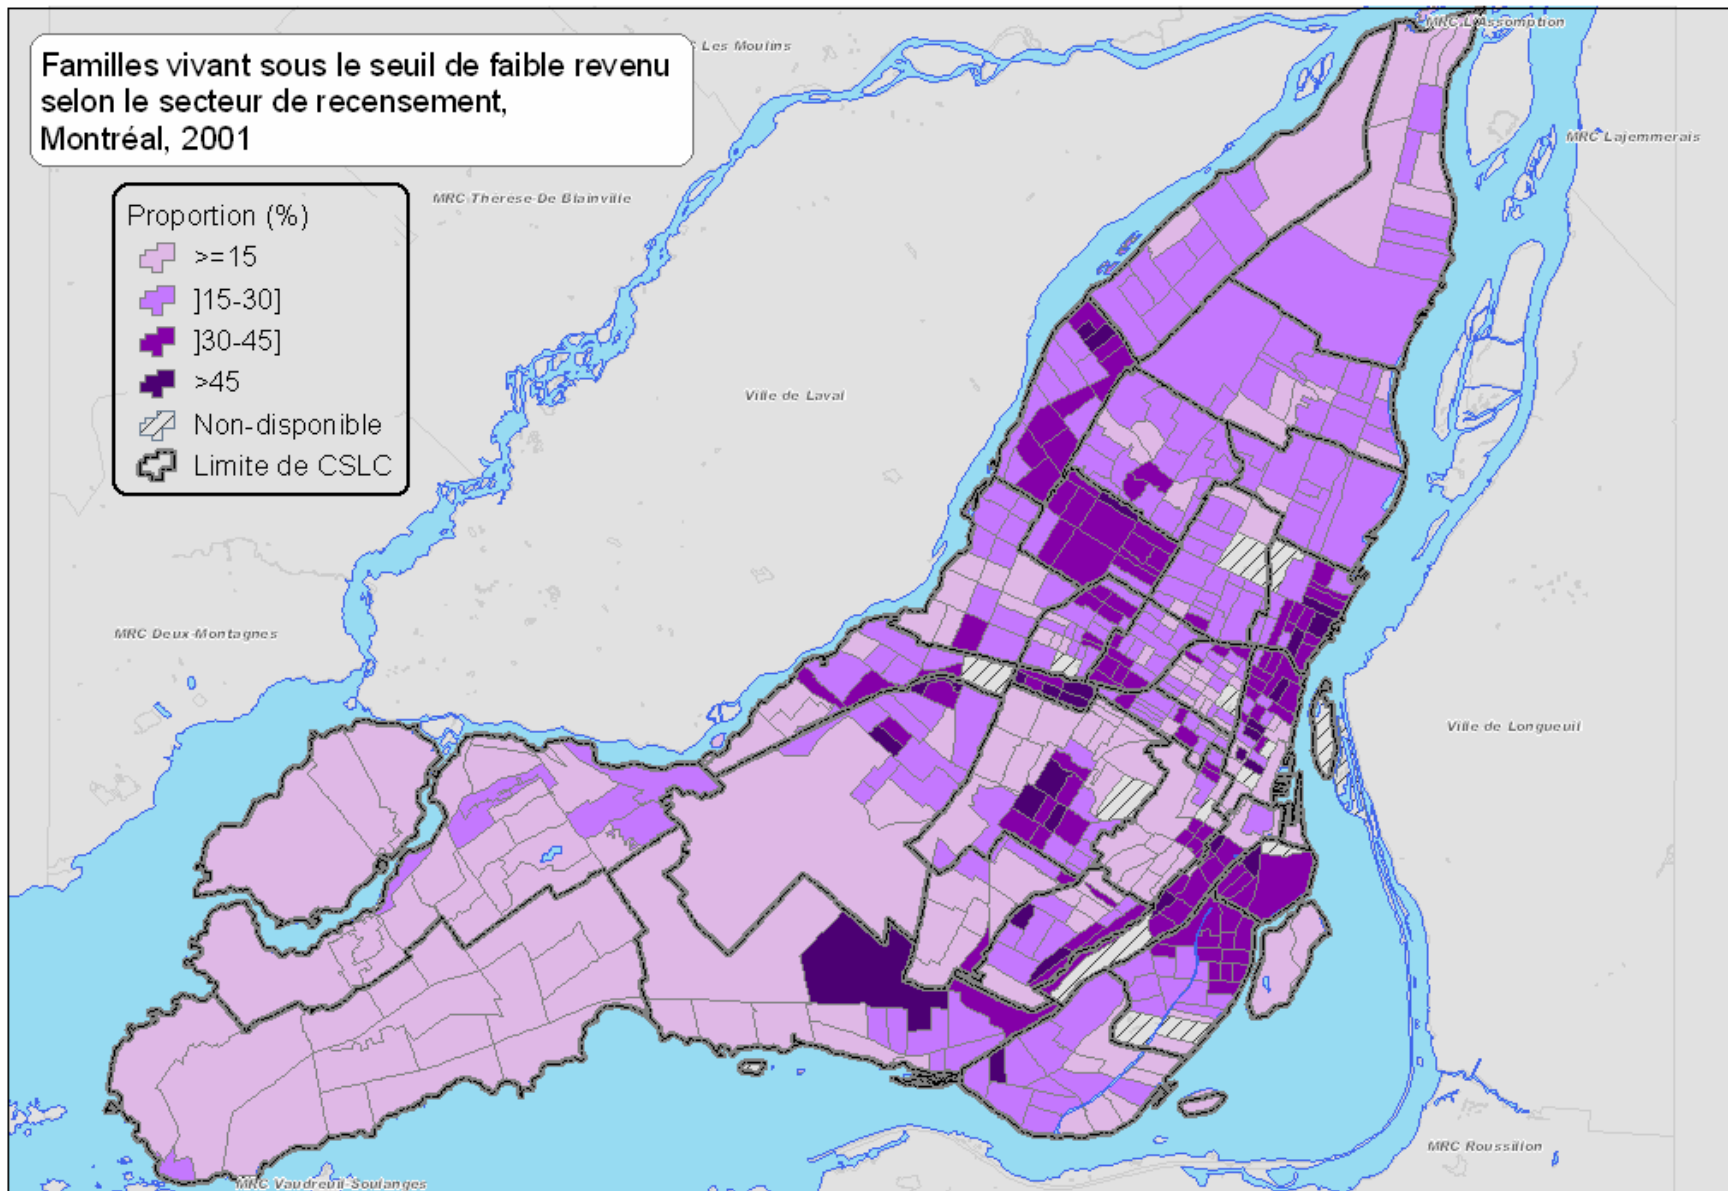 Familles vivant sous le seuil de faible revenu
selon le secteur de recensement,
Montréal, 2001
Proportion (%)
>=15
]15-30]
]30-45]
>45
Non-disponible
Limite de CSLC
Les Moulins
MRC L'Assomption
MRC Lajemmerais
MRC Thérèse-De Blainville
Ville de Laval
MRC Deux-Montagnes
Ville de Longueuil
MRC Roussillon
MRC Vaudreuil-Soulanges